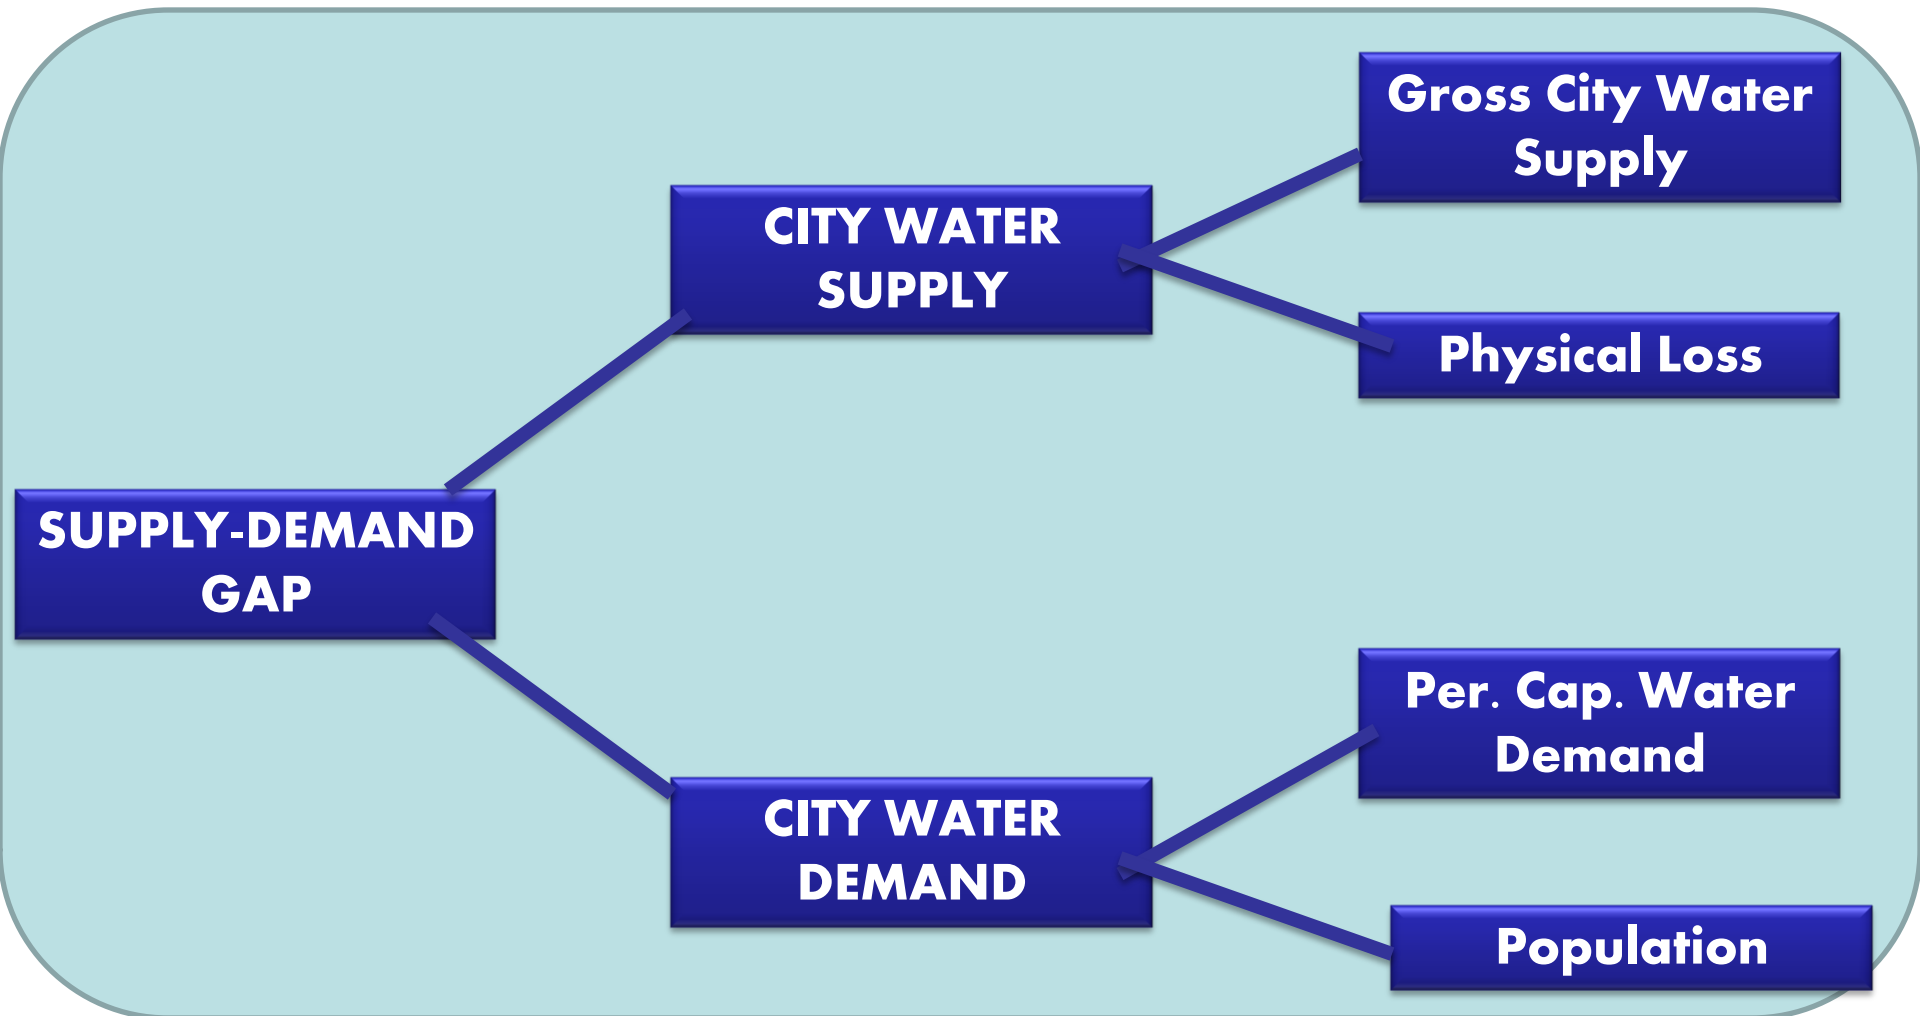 Gross City Water
Supply
CITY WATER
SUPPLY
Physical Loss
SUPPLY-DEMAND
GAP
Per. Cap. Water
Demand
CITY WATER
DEMAND
Population